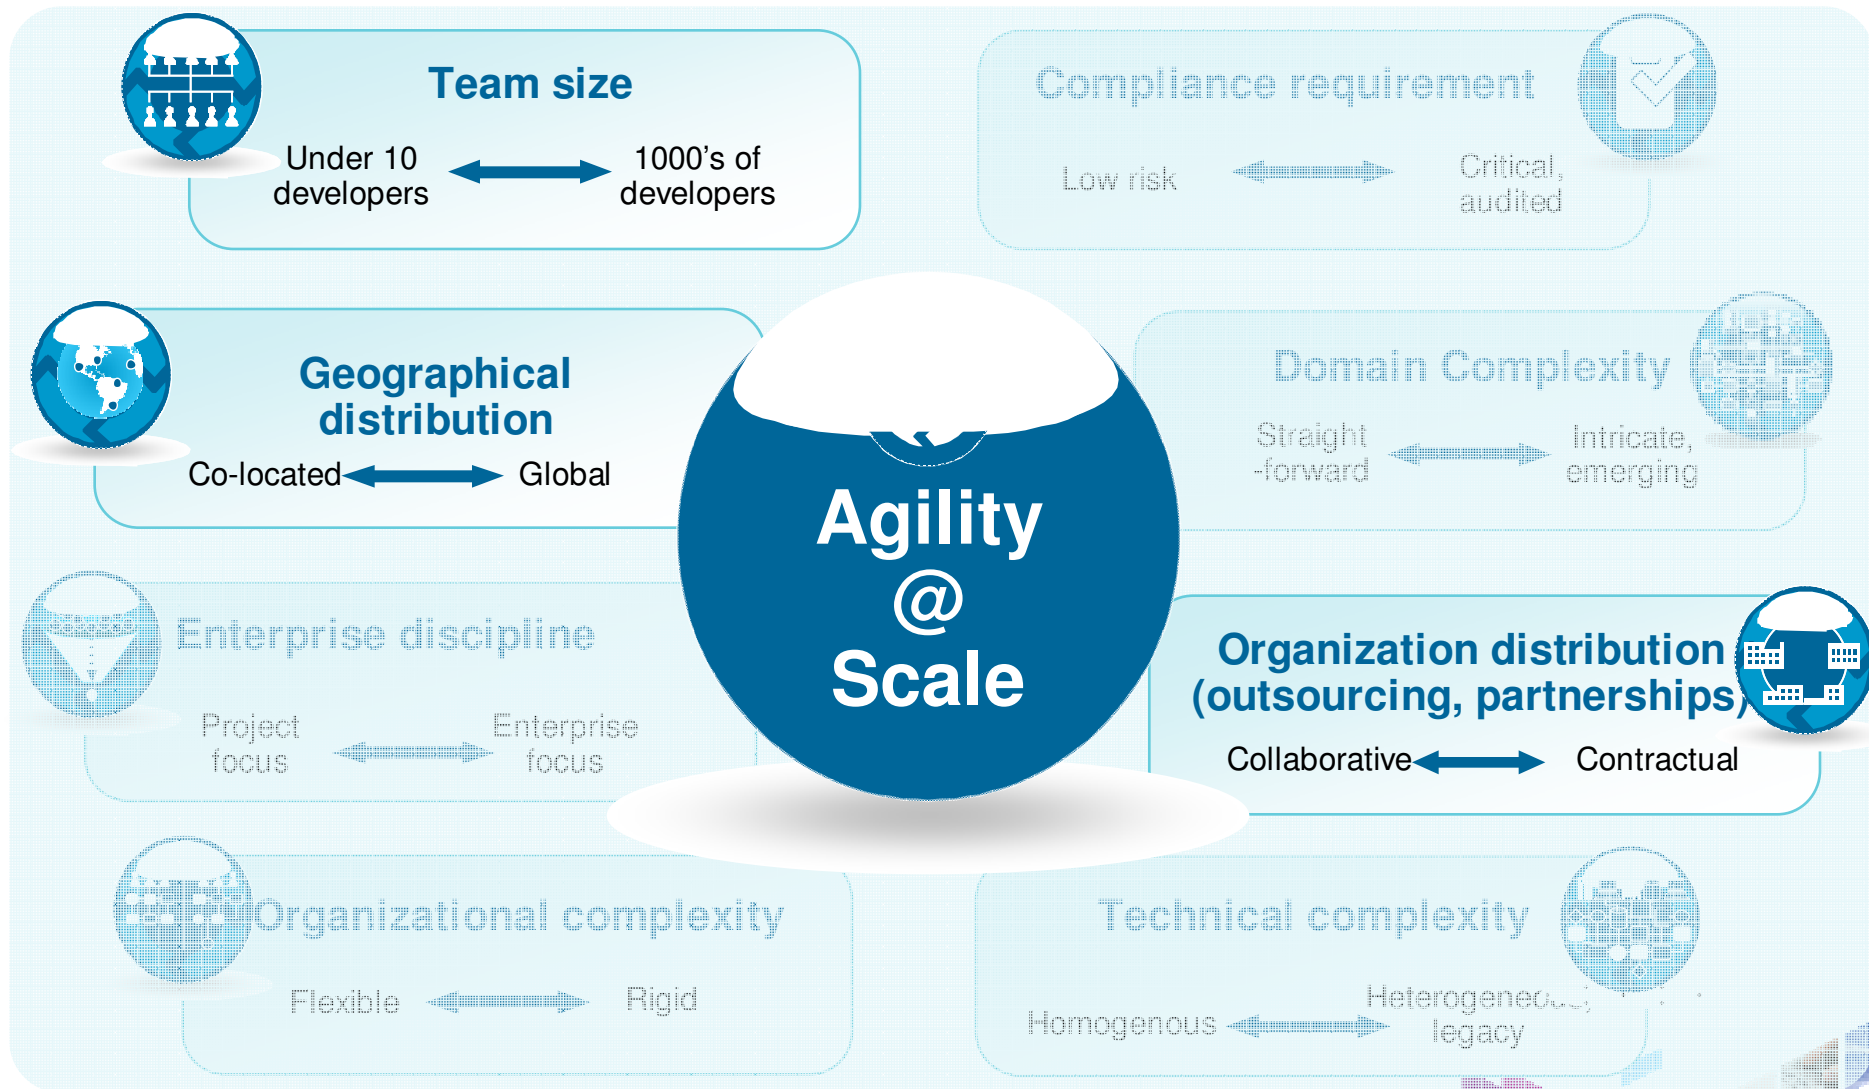 Team size
Under 10
developers
1000's of
developers
Compliance requirement
Low risk
Critical,
audited
Geographical
distribution
Co-located
Global
Domain Complexity
Straight
-forward
Intricate,
emerging
Agility
@
Scale
Enterprise discipline
Project
focus
Enterprise
focus
Organization distribution
(outsourcing, partnerships)
Collaborative
Contractual
Organizational complexity
Flexible
Rigid
Technical complexity
Homogenous
Heterogeneous,
legacy